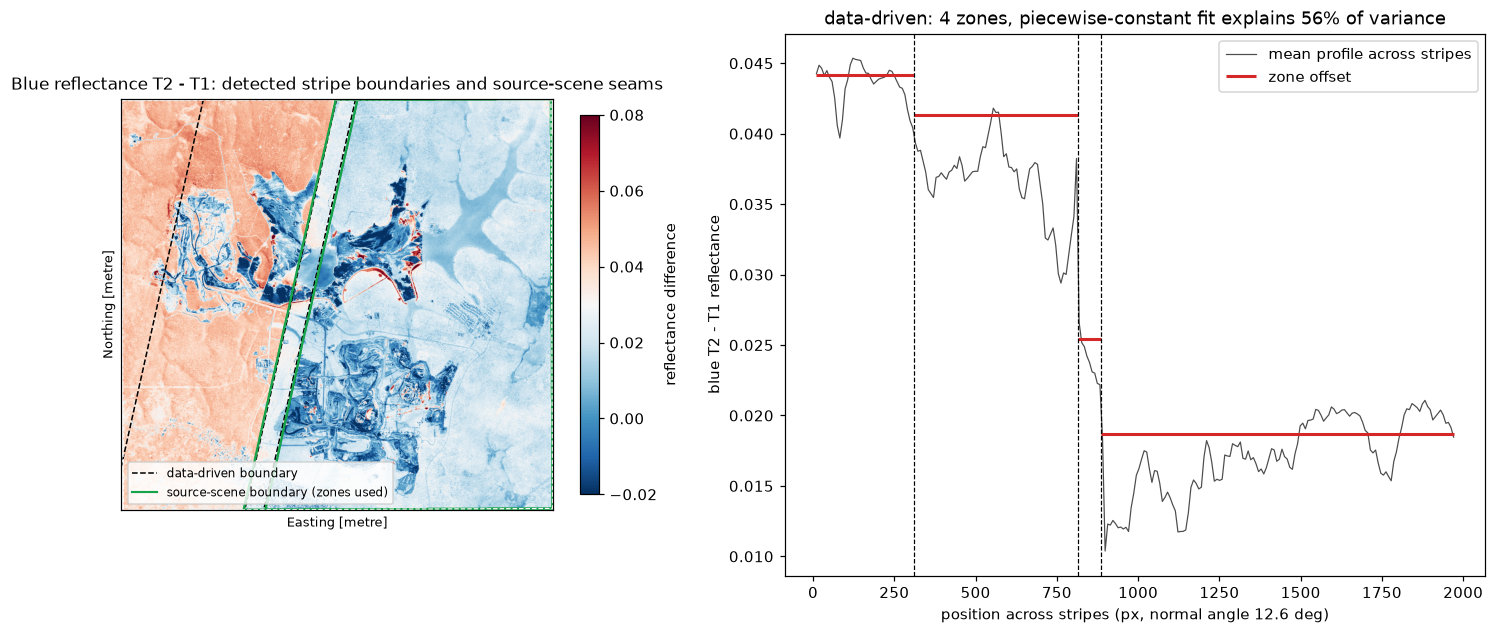 Blue reflectance T2 - T1: detected stripe boundaries and source-scene seams
Northing [metre]
Easting [metre]
data-driven boundary
source-scene boundary (zones used)
0.08
0.06
0.04
0.02
0.00
−0.02
reflectance difference
data-driven: 4 zones, piecewise-constant fit explains 56% of variance
mean profile across stripes
zone offset
blue T2 - T1 reflectance
0.045
0.040
0.035
0.030
0.025
0.020
0.015
0.010
0 250 500 750 1000 1250 1500 1750 2000
position across stripes (px, normal angle 12.6 deg)